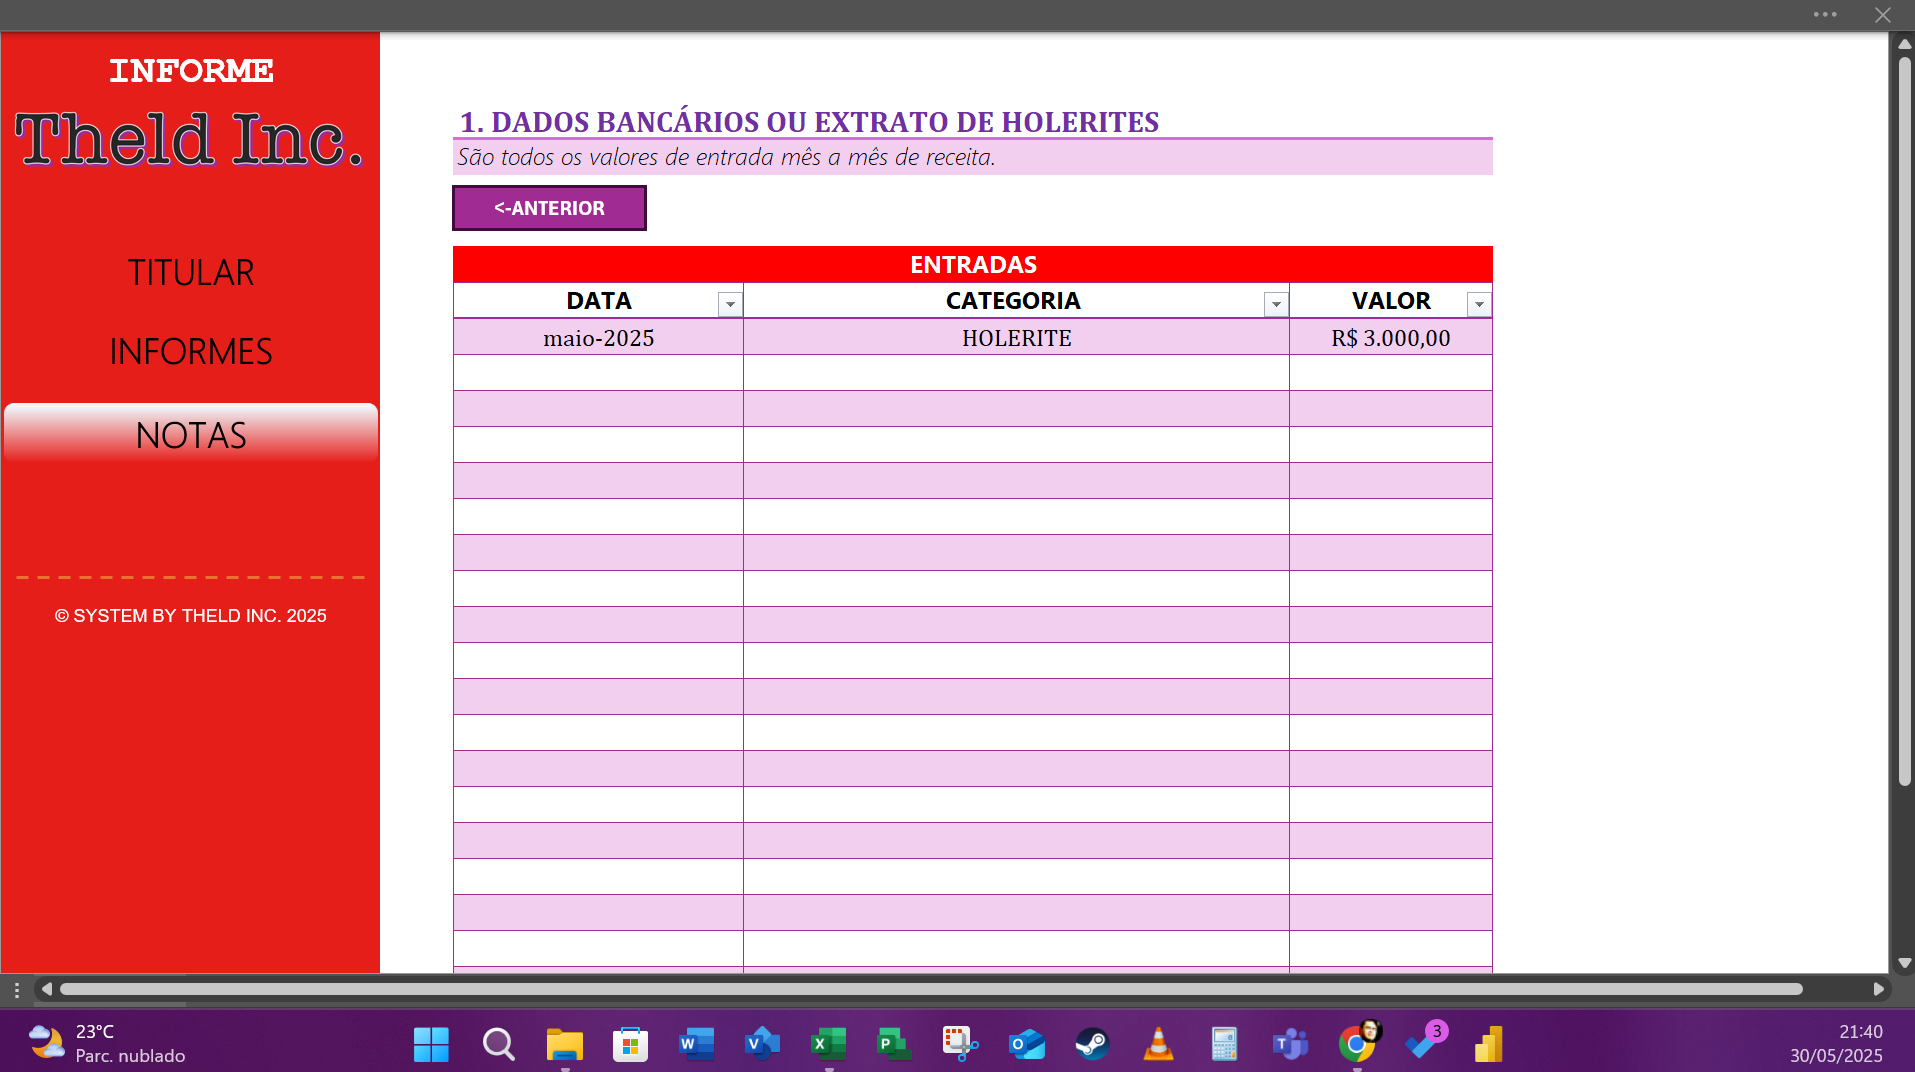 INFORME
Theld Inc.
TITULAR
INFORMES
NOTAS
© SYSTEM BY THELD INC. 2025
1. DADOS BANCÁRIOS OU EXTRATO DE HOLERITES
São todos os valores de entrada mês a mês de receita.
<-ANTERIOR
ENTRADAS
DATA CATEGORIA VALOR
maio-2025 HOLERITE R$ 3.000,00
23°C
Parc. nublado
W V X P O T 3
21:40
30/05/2025